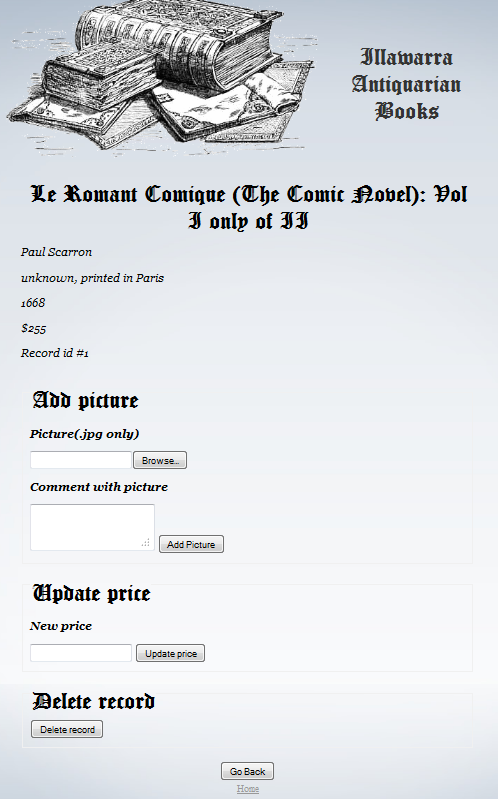 Illawarra
Antiquarian
Books
Le Romant Comique (The Comic Novel): Vol
I only of II
Paul Scarron
unknown, printed in Paris
1668
$255
Record id #1
Add picture
Picture(.jpg only)
Browse...
Comment with picture
Add Picture
Update price
New price
Update price
Delete record
Delete record
Go Back
Home